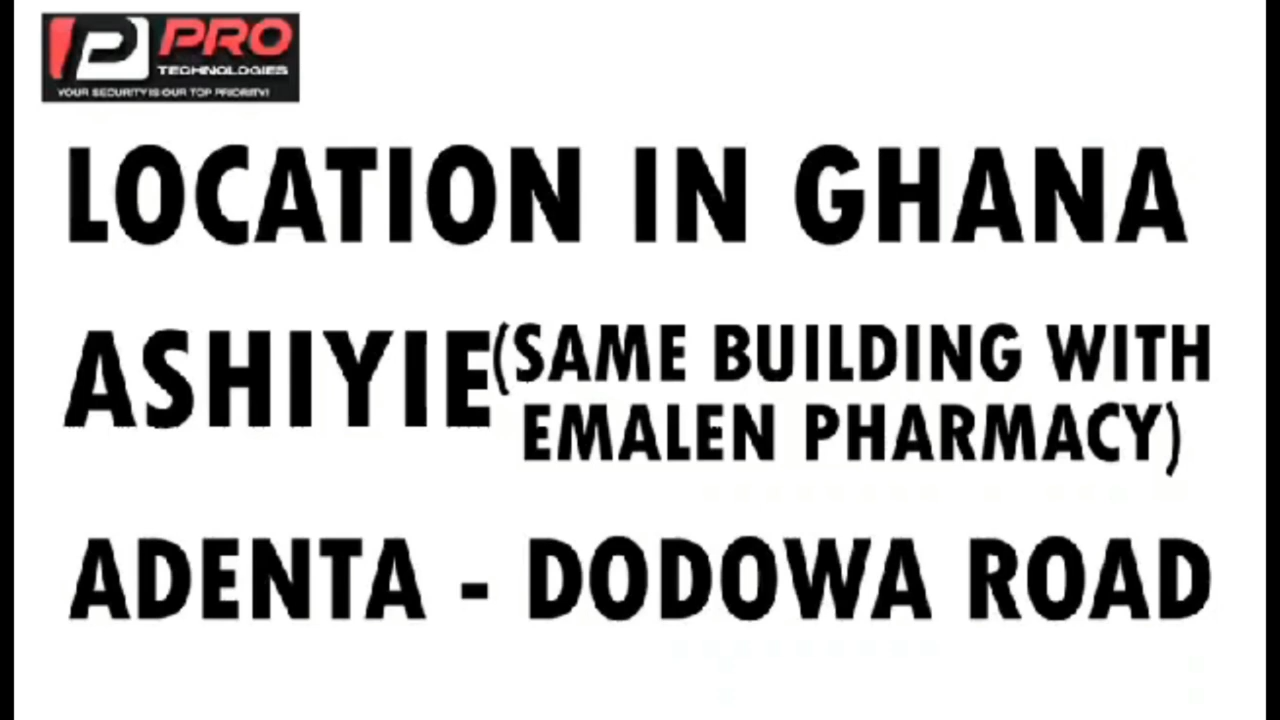 PRO
TECHNOLOGIES
YOUR SECURITY IS OUR TOP PRIORITY!
LOCATION IN GHANA
ASHIYIE (SAME BUILDING WITH
EMALEN PHARMACY)
ADENTA - DODOWA ROAD